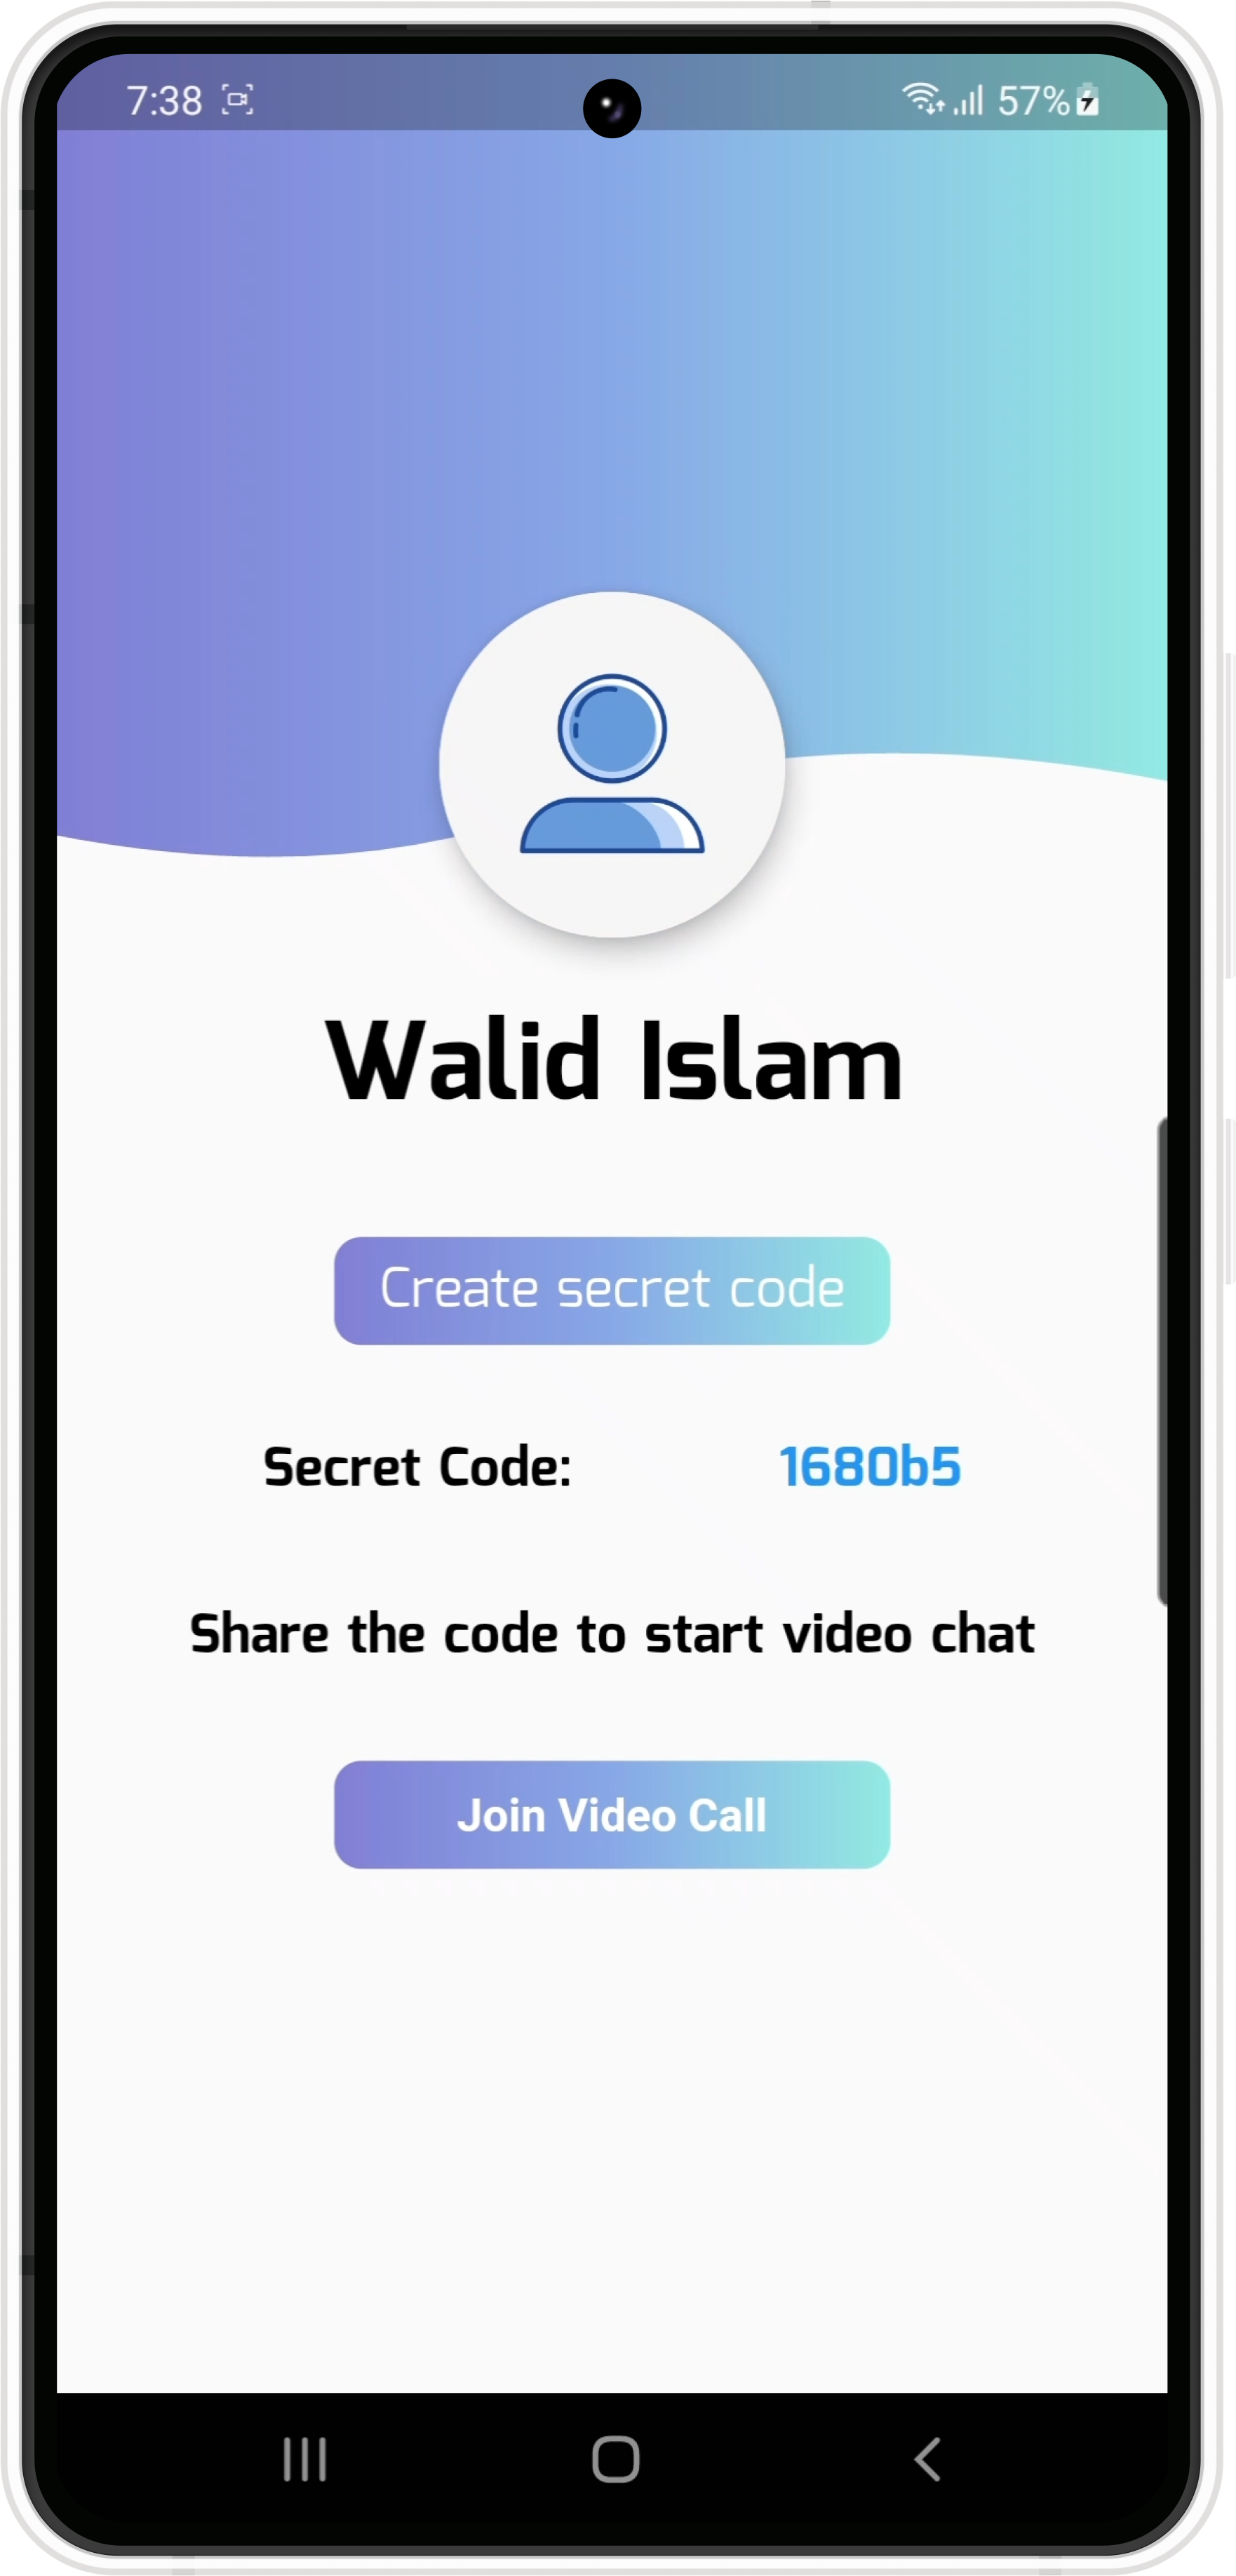 7:38 57%
Walid Islam
Create secret code
Secret Code: 1680b5
Share the code to start video chat
Join Video Call